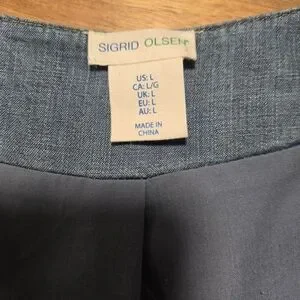 SIGRID OLSEN
US: L
CA: L/G
UK: L
EU: L
AU: L
MADE IN
CHINA